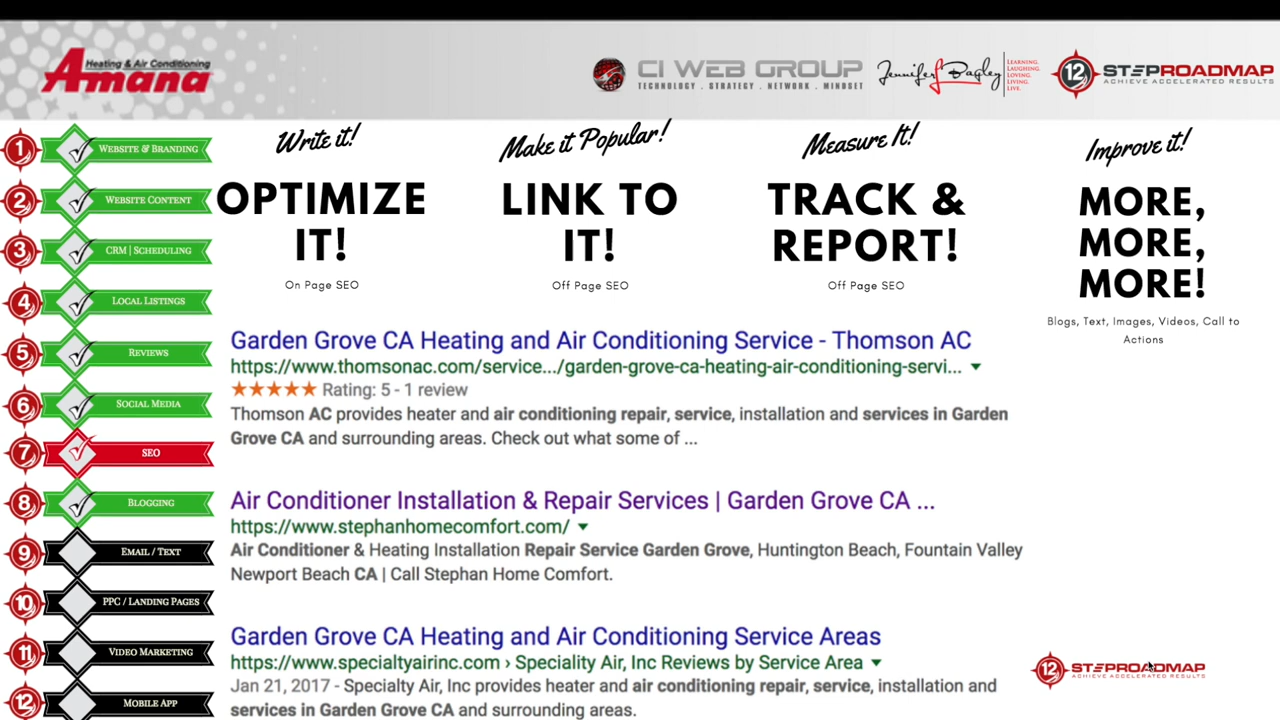 Heating & Air Conditioning
Amana
CI WEB GROUP
TECHNOLOGY . STRATEGY . NETWORK . MINDSET
Jennifer Bagley
LEARNING.
LAUGHING.
LOVING.
LIVING.
LIVE.
12 STEPROADMAP
ACHIEVE ACCELERATED RESULTS
1 WEBSITE & BRANDING
2 WEBSITE CONTENT
3 CRM | SCHEDULING
4 LOCAL LISTINGS
5 REVIEWS
6 SOCIAL MEDIA
7 SEO
8 BLOGGING
9 EMAIL / TEXT
10 PPC / LANDING PAGES
11 VIDEO MARKETING
12 MOBILE APP
Write it!
OPTIMIZE
IT!
On Page SEO
Make it Popular!
LINK TO
IT!
Off Page SEO
Measure It!
TRACK &
REPORT!
Off Page SEO
Improve it!
MORE,
MORE,
MORE!
Blogs, Text, Images, Videos, Call to
Actions
Garden Grove CA Heating and Air Conditioning Service - Thomson AC
https://www.thomsonac.com/service.../garden-grove-ca-heating-air-conditioning-servi...
Rating: 5 - 1 review
Thomson AC provides heater and air conditioning repair, service, installation and services in Garden
Grove CA and surrounding areas. Check out what some of ...
Air Conditioner Installation & Repair Services | Garden Grove CA ...
https://www.stephanhomecomfort.com/
Air Conditioner & Heating Installation Repair Service Garden Grove, Huntington Beach, Fountain Valley
Newport Beach CA | Call Stephan Home Comfort.
Garden Grove CA Heating and Air Conditioning Service Areas
https://www.specialtyairinc.com › Speciality Air, Inc Reviews by Service Area
Jan 21, 2017 - Specialty Air, Inc provides heater and air conditioning repair, service, installation and
services in Garden Grove CA and surrounding areas.
12 STEPROADMAP
ACHIEVE ACCELERATED RESULTS